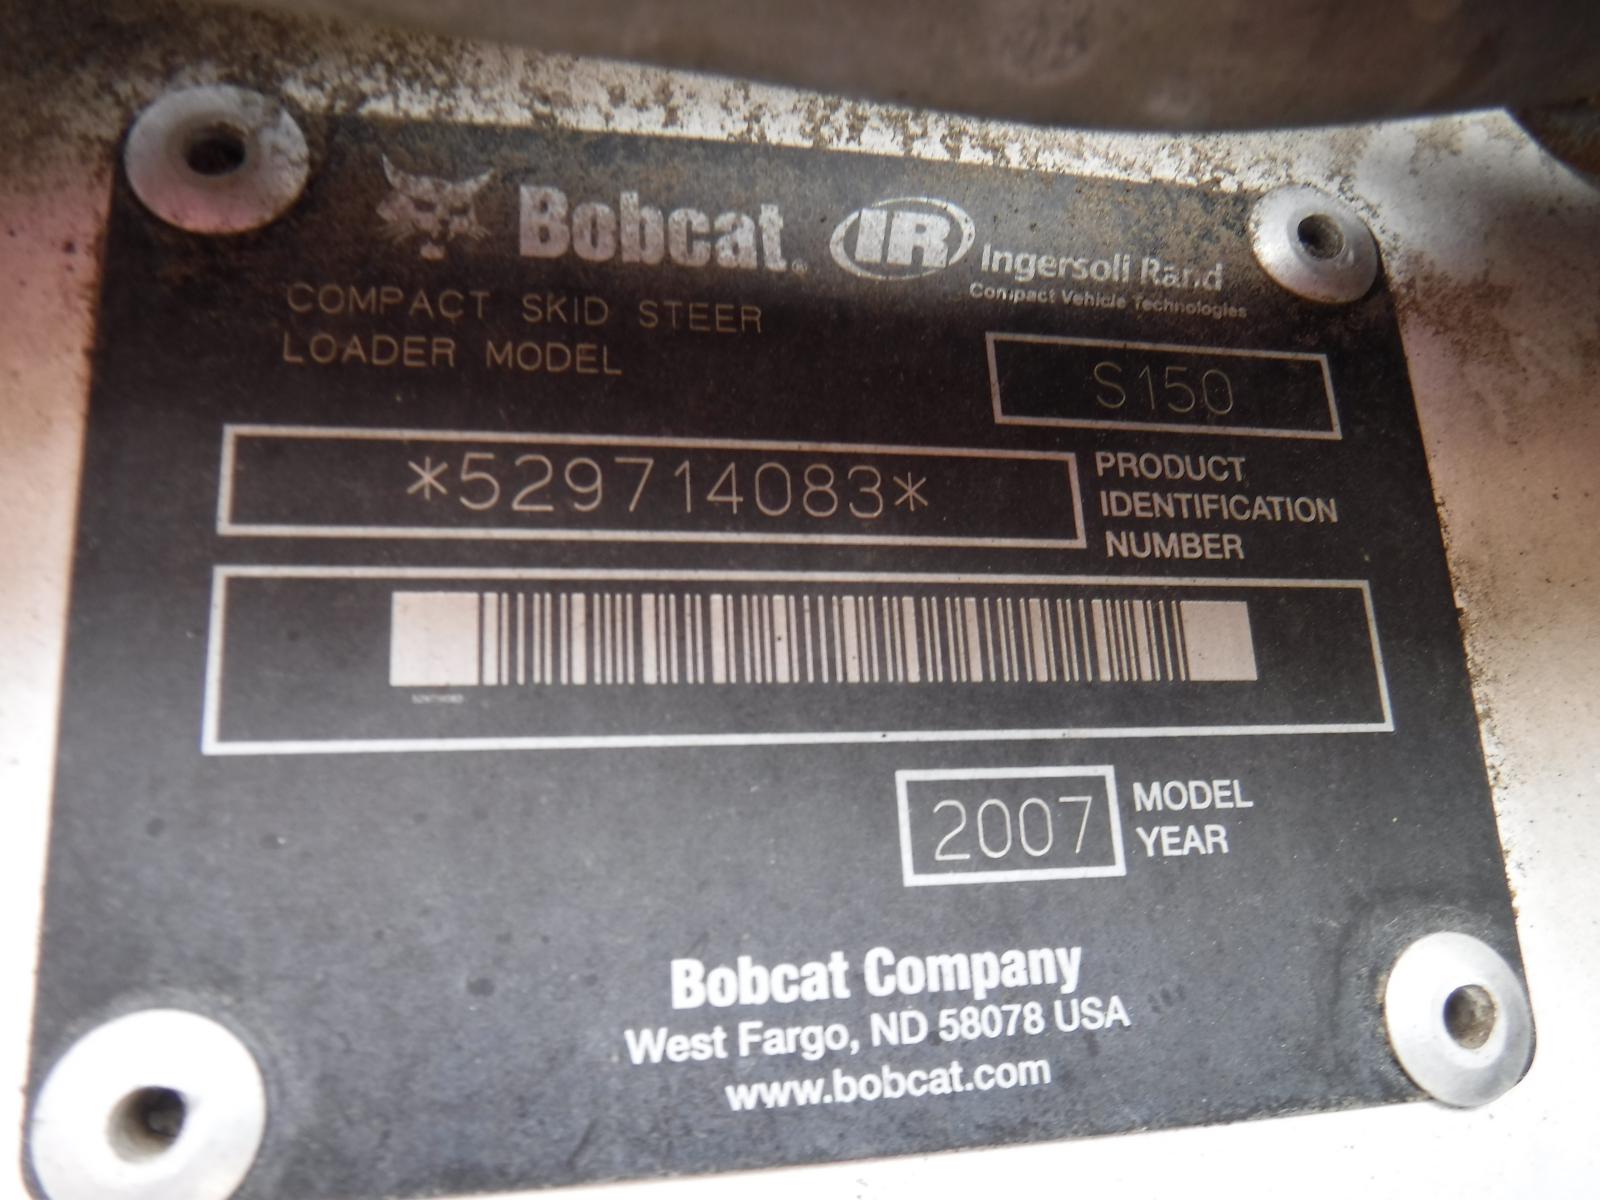 Bobcat® IR Ingersoll Rand
Compact Vehicle Technologies
COMPACT SKID STEER
LOADER MODEL
S150
*529714083*
PRODUCT
IDENTIFICATION
NUMBER
2007
MODEL
YEAR
Bobcat Company
West Fargo, ND 58078 USA
www.bobcat.com